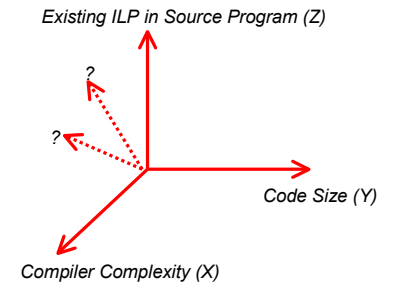 Existing ILP in Source Program (Z)
?
?
Code Size (Y)
Compiler Complexity (X)